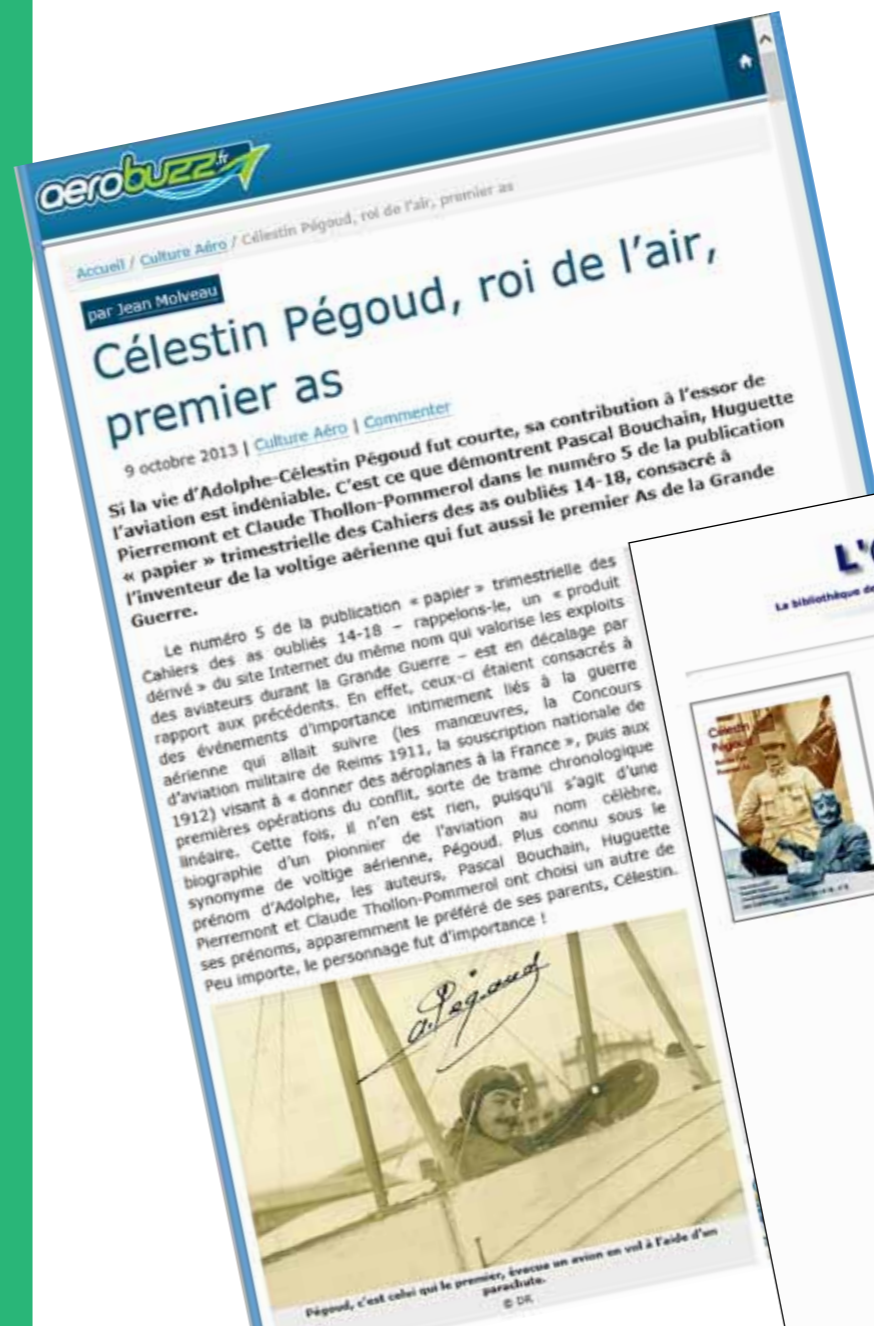 aerobuzz.fr
Accueil / Culture Aéro / Célestin Pégoud, roi de l'air, premier as
par Jean Molveau
Célestin Pégoud, roi de l'air,
premier as
9 octobre 2013 | Culture Aéro | Commenter
Si la vie d'Adolphe-Célestin Pégoud fut courte, sa contribution à l'essor de
l'aviation est indéniable. C'est ce que démontrent Pascal Bouchain, Huguette
Pierremont et Claude Thollon-Pommerol dans le numéro 5 de la publication
« papier » trimestrielle des Cahiers des as oubliés 14-18, consacré à
l'inventeur de la voltige aérienne qui fut aussi le premier As de la Grande
Guerre.
Le numéro 5 de la publication « papier » trimestrielle des
Cahiers des as oubliés 14-18 – rappelons-le, un « produit
dérivé » du site Internet du même nom qui valorise les exploits
des aviateurs durant la Grande Guerre – est en décalage par
rapport aux précédents. En effet, ceux-ci étaient consacrés à
des événements d'importance intimement liés à la guerre
aérienne qui allait suivre (les manœuvres, la Concours
d'aviation militaire de Reims 1911, la souscription nationale de
1912) visant à « donner des aéroplanes à la France », puis aux
premières opérations du conflit, sorte de trame chronologique
linéaire. Cette fois, il n'en est rien, puisqu'il s'agit d'une
biographie d'un pionnier de l'aviation au nom célèbre,
synonyme de voltige aérienne, Pégoud. Plus connu sous le
prénom d'Adolphe, les auteurs, Pascal Bouchain, Huguette
Pierremont et Claude Thollon-Pommerol ont choisi un autre de
ses prénoms, apparemment le préféré de ses parents, Célestin.
Peu importe, le personnage fut d'importance !
a. Pégoud
Pégoud, c'est celui qui le premier, évacua un avion en vol à l'aide d'un
parachute.
© DR
La bibliothèque de
Célestin
Pégoud